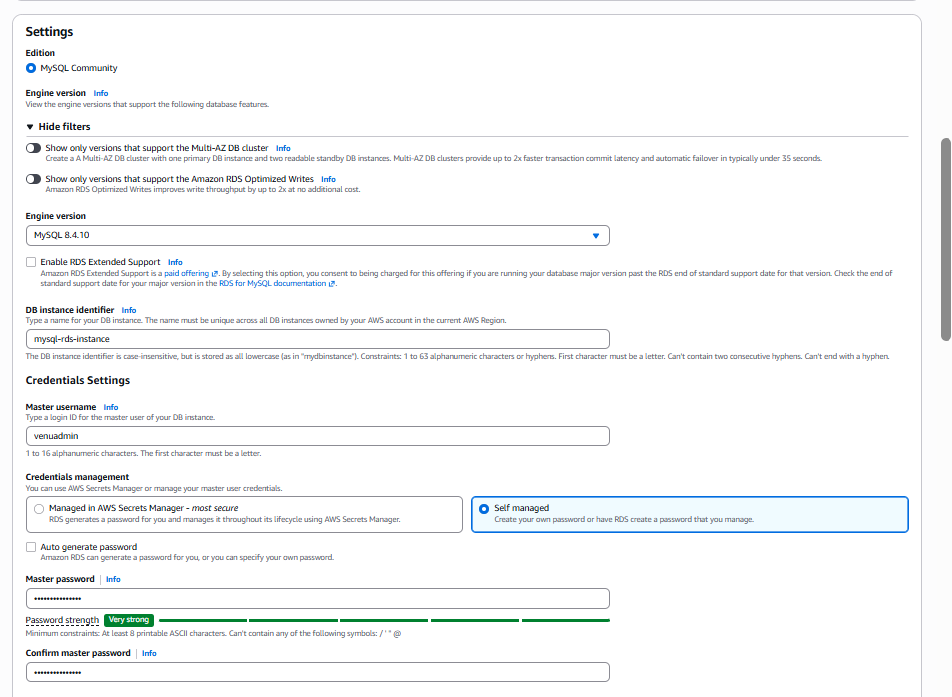 Settings
Edition
MySQL Community
Engine version Info
View the engine versions that support the following database features.
Hide filters
Show only versions that support the Multi-AZ DB cluster Info
Create a A Multi-AZ DB cluster with one primary DB instance and two readable standby DB instances. Multi-AZ DB clusters provide up to 2x faster transaction commit latency and automatic failover in typically under 35 seconds.
Show only versions that support the Amazon RDS Optimized Writes Info
Amazon RDS Optimized Writes improves write throughput by up to 2x at no additional cost.
Engine version
MySQL 8.4.10
Enable RDS Extended Support Info
Amazon RDS Extended Support is a paid offering. By selecting this option, you consent to being charged for this offering if you are running your database major version past the RDS end of standard support date for that version. Check the end
of standard support date for your major version in the RDS for MySQL documentation.
DB instance identifier Info
Type a name for your DB instance. The name must be unique across all DB instances owned by your AWS account in the current AWS Region.
mysql-rds-instance
The DB instance identifier is case-insensitive, but is stored as all lowercase (as in "mydbinstance"). Constraints: 1 to 63 alphanumeric characters or hyphens. First character must be a letter. Can't contain two consecutive hyphens. Can't end with a hyphen.
Credentials Settings
Master username Info
Type a login ID for the master user of your DB instance.
venuadmin
1 to 16 alphanumeric characters. The first character must be a letter.
Credentials management
You can use AWS Secrets Manager or manage your master user credentials.
Managed in AWS Secrets Manager - most secure
RDS generates a password for you and manages it throughout its lifecycle using AWS Secrets Manager.
Self managed
Create your own password or have RDS create a password that you manage.
Auto generate password
Amazon RDS can generate a password for you, or you can specify your own password.
Master password | Info
•••••••••••••••
Password strength Very strong
Minimum constraints: At least 8 printable ASCII characters. Can't contain any of the following symbols: / ' " @
Confirm master password | Info
•••••••••••••••